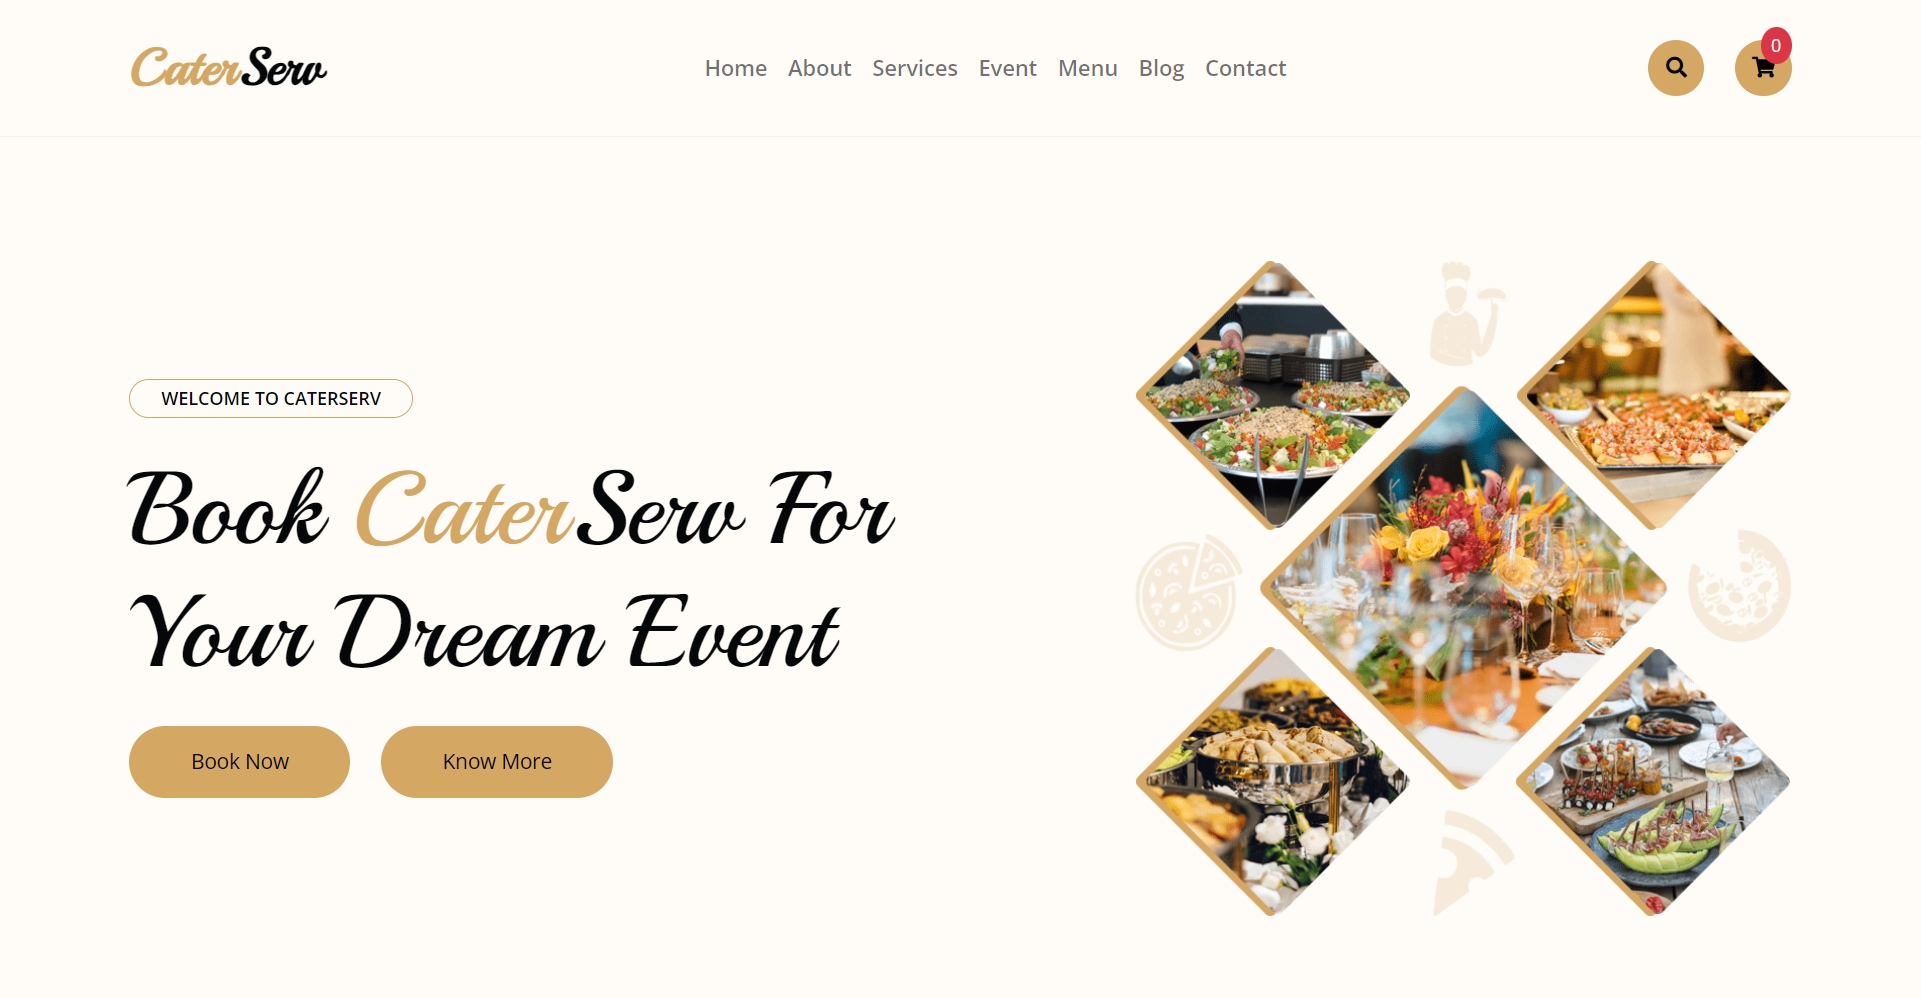 CaterServ
Home About Services Event Menu Blog Contact
0
WELCOME TO CATERSERV
Book CaterServ For
Your Dream Event
Book Now
Know More